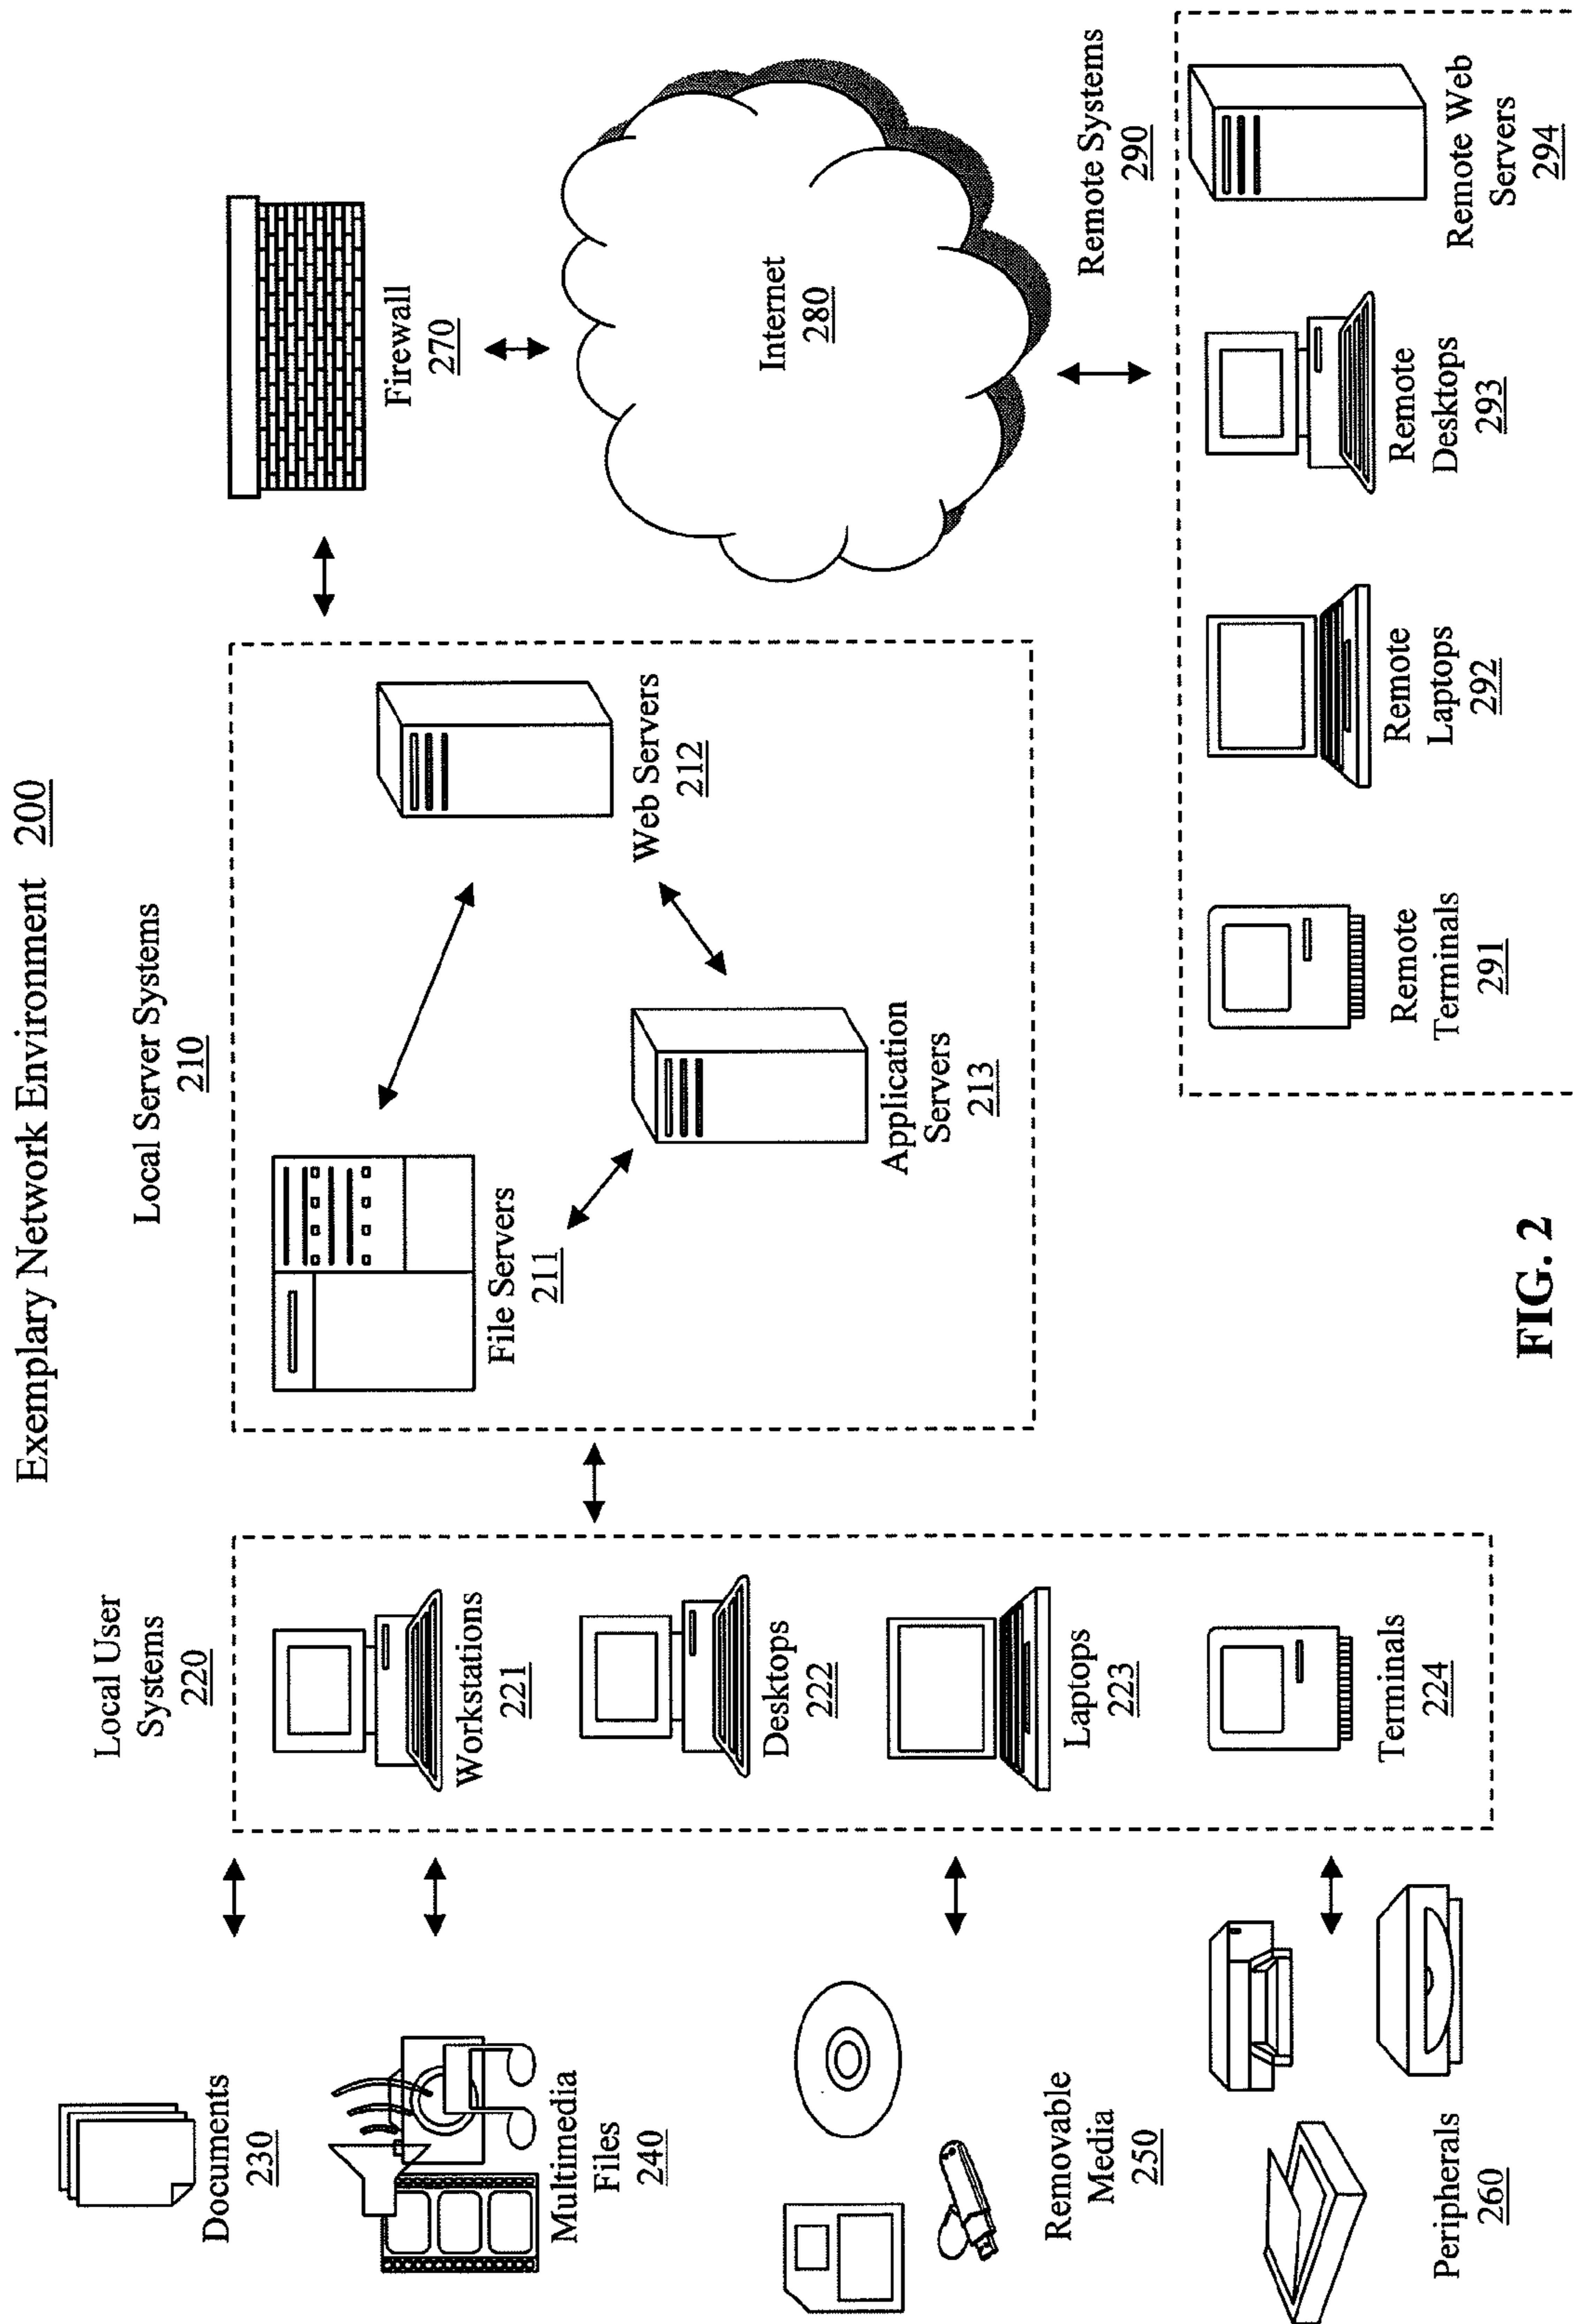 Exemplary Network Environment 200
Local Server Systems
210
Local User
Systems
220
Documents
230
Multimedia
Files
240
Removable
Media
250
Peripherals
260
Workstations
221
Desktops
222
Laptops
223
Terminals
224
File Servers
211
Web Servers
212
Application
Servers
213
Firewall
270
Internet
280
Remote Systems
290
Remote
Terminals
291
Remote
Laptops
292
Remote
Desktops
293
Remote Web
Servers
294
FIG. 2